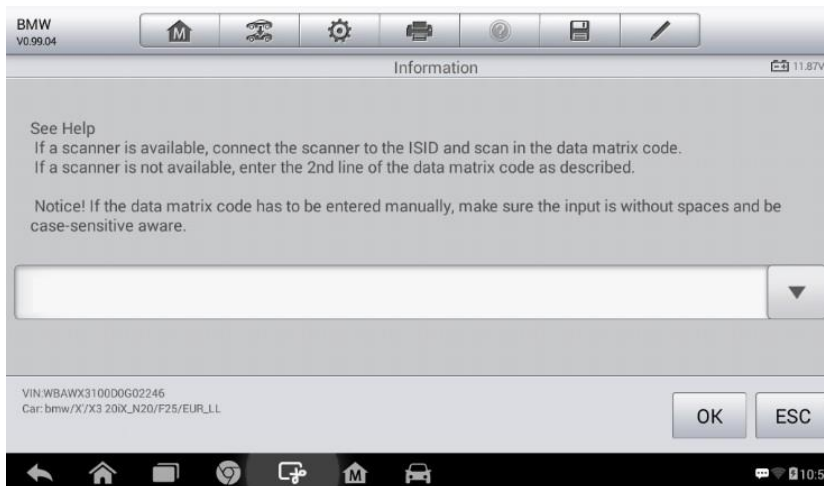 BMW
V0.99.04
M
Information
11.87V
See Help
If a scanner is available, connect the scanner to the ISID and scan in the data matrix code.
If a scanner is not available, enter the 2nd line of the data matrix code as described.
Notice! If the data matrix code has to be entered manually, make sure the input is without spaces and be
case-sensitive aware.
VIN:WBAWX3100D0G02246
Car: bmw/X'/X3 20iX_N20/F25/EUR_LL
OK
ESC
M
10:5